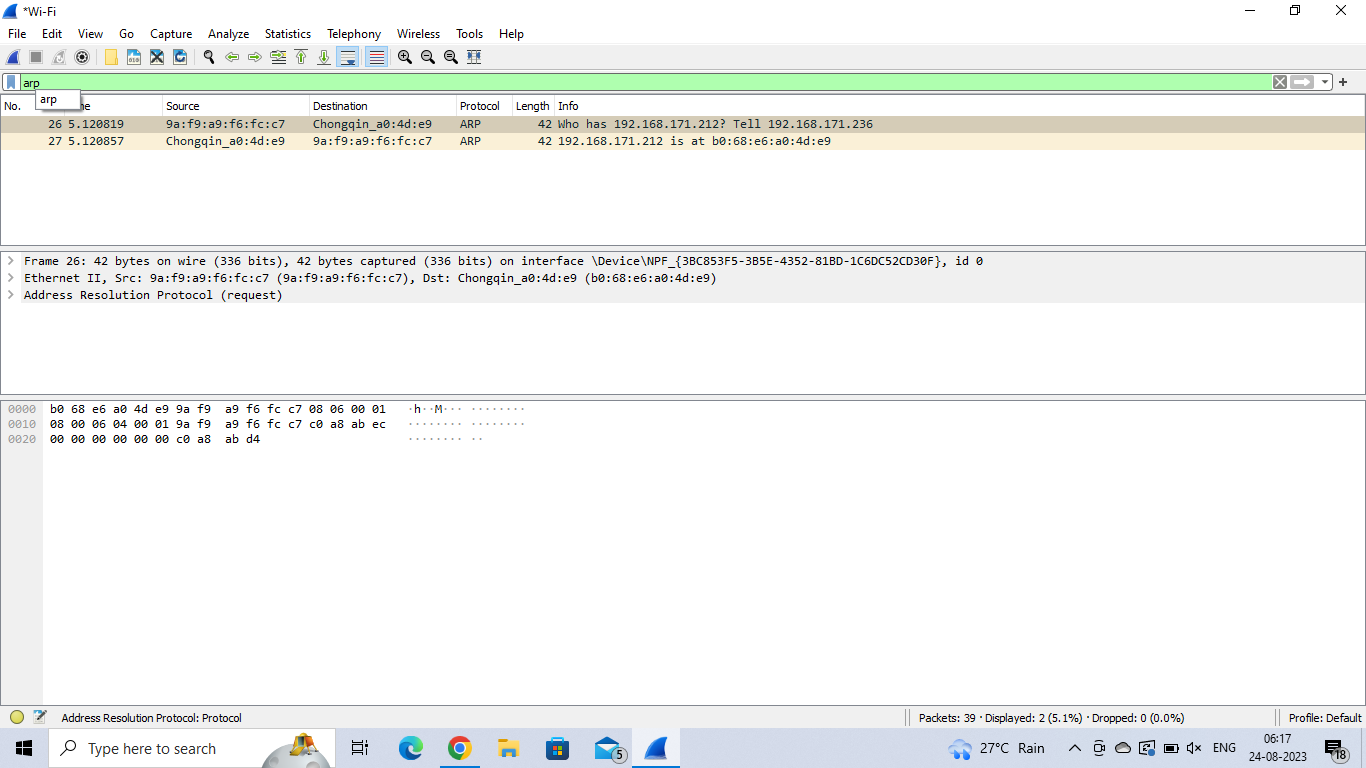 *Wi-Fi
File Edit View Go Capture Analyze Statistics Telephony Wireless Tools Help
arp
arp
No. Source Destination Protocol Length Info
26 5.120819 9a:f9:a9:f6:fc:c7 Chongqin_a0:4d:e9 ARP 42 Who has 192.168.171.212? Tell 192.168.171.236
27 5.120857 Chongqin_a0:4d:e9 9a:f9:a9:f6:fc:c7 ARP 42 192.168.171.212 is at b0:68:e6:a0:4d:e9
Frame 26: 42 bytes on wire (336 bits), 42 bytes captured (336 bits) on interface \Device\NPF_{3BC853F5-3B5E-4352-81BD-1C6DC52CD30F}, id 0
Ethernet II, Src: 9a:f9:a9:f6:fc:c7 (9a:f9:a9:f6:fc:c7), Dst: Chongqin_a0:4d:e9 (b0:68:e6:a0:4d:e9)
Address Resolution Protocol (request)
0000 b0 68 e6 a0 4d e9 9a f9 a9 f6 fc c7 08 06 00 01 ·h··M··· ········
0010 08 00 06 04 00 01 9a f9 a9 f6 fc c7 c0 a8 ab ec ········ ········
0020 00 00 00 00 00 00 c0 a8 ab d4 ········ ··
Address Resolution Protocol: Protocol Packets: 39 · Displayed: 2 (5.1%) · Dropped: 0 (0.0%) Profile: Default
Type here to search 5 27°C Rain ENG 06:17
24-08-2023 18